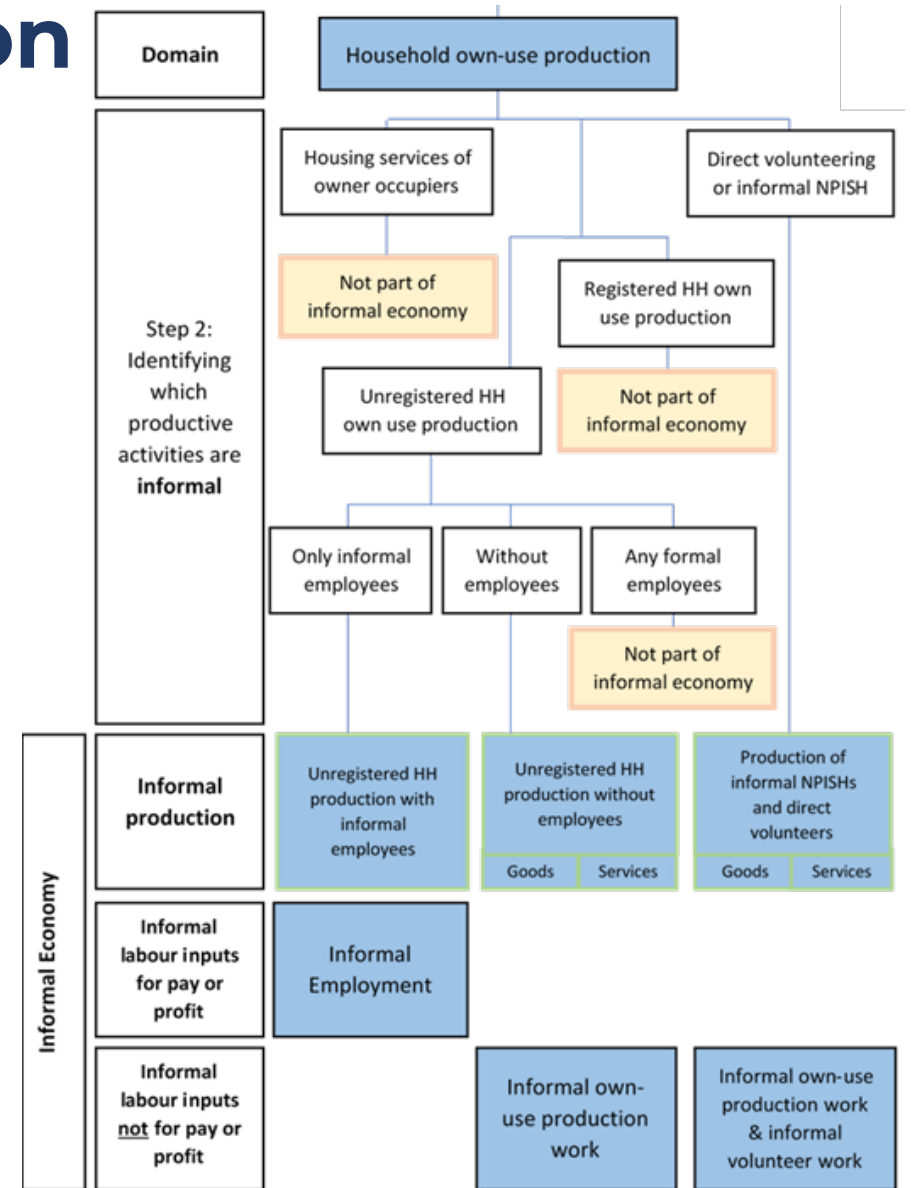 on
Domain
Household own-use production
Step 2:
Identifying
which
productive
activities are
informal
Housing services of
owner occupiers
Direct volunteering
or informal NPISH
Not part of
informal economy
Registered HH own
use production
Not part of
informal economy
Unregistered HH
own use production
Only informal
employees
Without
employees
Any formal
employees
Not part of
informal economy
Informal Economy
Informal
production
Unregistered HH
production with
informal
employees
Unregistered HH
production without
employees
Goods
Services
Production of
informal NPISHs
and direct
volunteers
Goods
Services
Informal
labour inputs
for pay or
profit
Informal
Employment
Informal
labour inputs
not for pay or
profit
Informal own-
use production
work
Informal own-use
production work
& informal
volunteer work